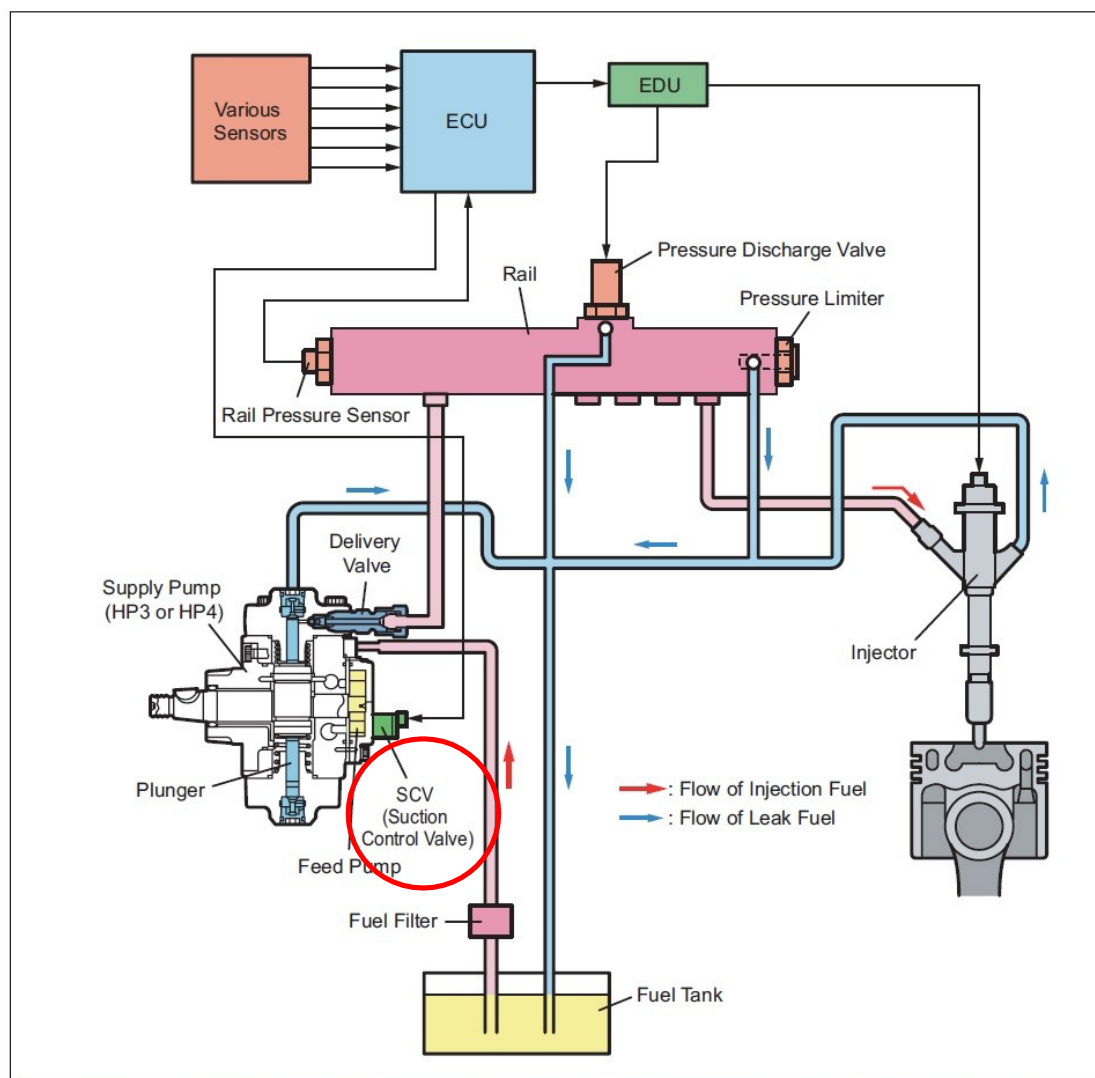 Various
Sensors
ECU
EDU
Pressure Discharge Valve
Rail
Pressure Limiter
Rail Pressure Sensor
Delivery
Valve
Supply Pump
(HP3 or HP4)
Injector
Plunger
SCV
(Suction
Control Valve)
Feed Pump
: Flow of Injection Fuel
: Flow of Leak Fuel
Fuel Filter
Fuel Tank